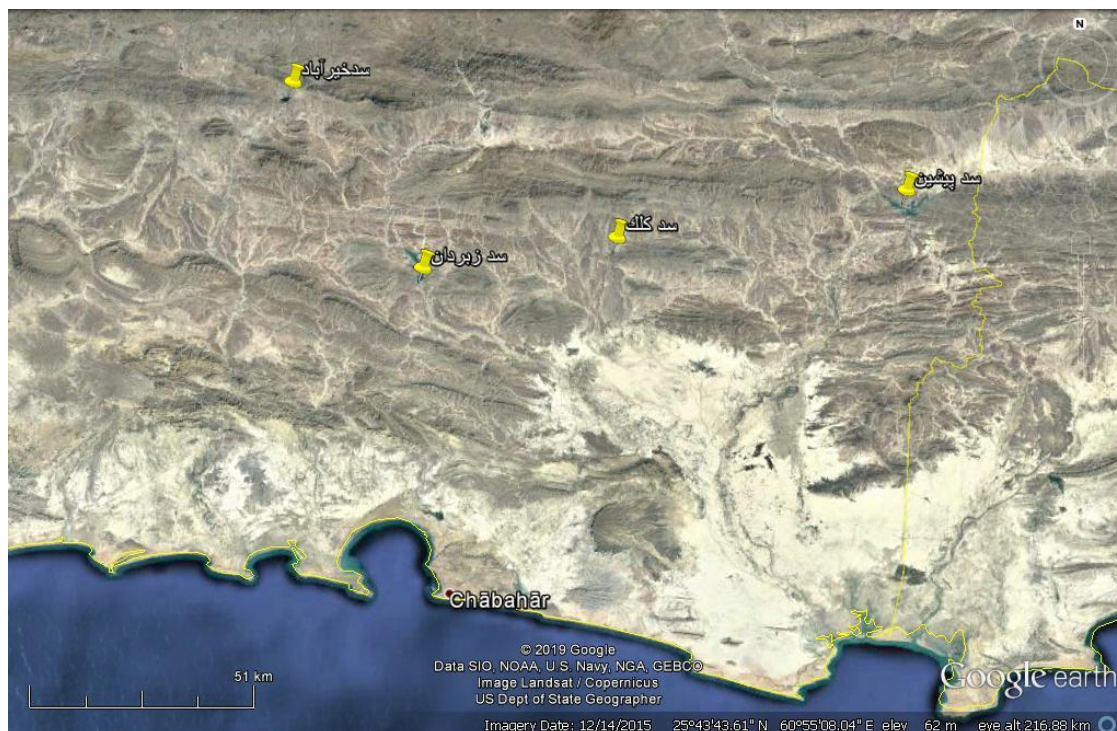 N
سدخیرآباد
سد پیشین
سد کلک
سد زیردان
Chābahār
© 2019 Google
Data SIO, NOAA, U.S. Navy, NGA, GEBCO
Image Landsat / Copernicus
US Dept of State Geographer
51 km
Google earth
Imagery Date: 12/14/2015 25°43'43.61" N 60°55'08.04" E elev 62 m eye alt 216.88 km